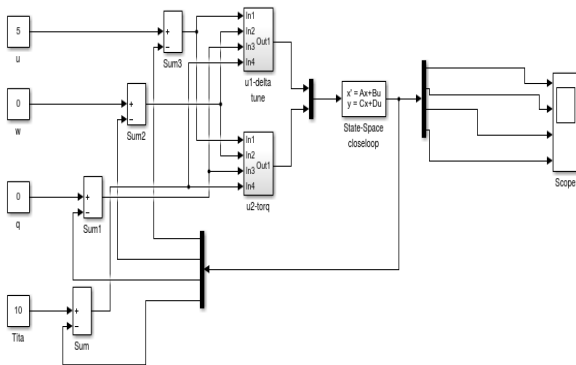 5
u
+
−
Sum3
In1
In2
In3
In4
Out1
u1-delta
tune
0
w
+
−
Sum2
x' = Ax+Bu
y = Cx+Du
State-Space
closeloop
Scope
In1
In2
In3
In4
Out1
u2-torq
0
q
+
−
Sum1
10
Tita
+
−
Sum